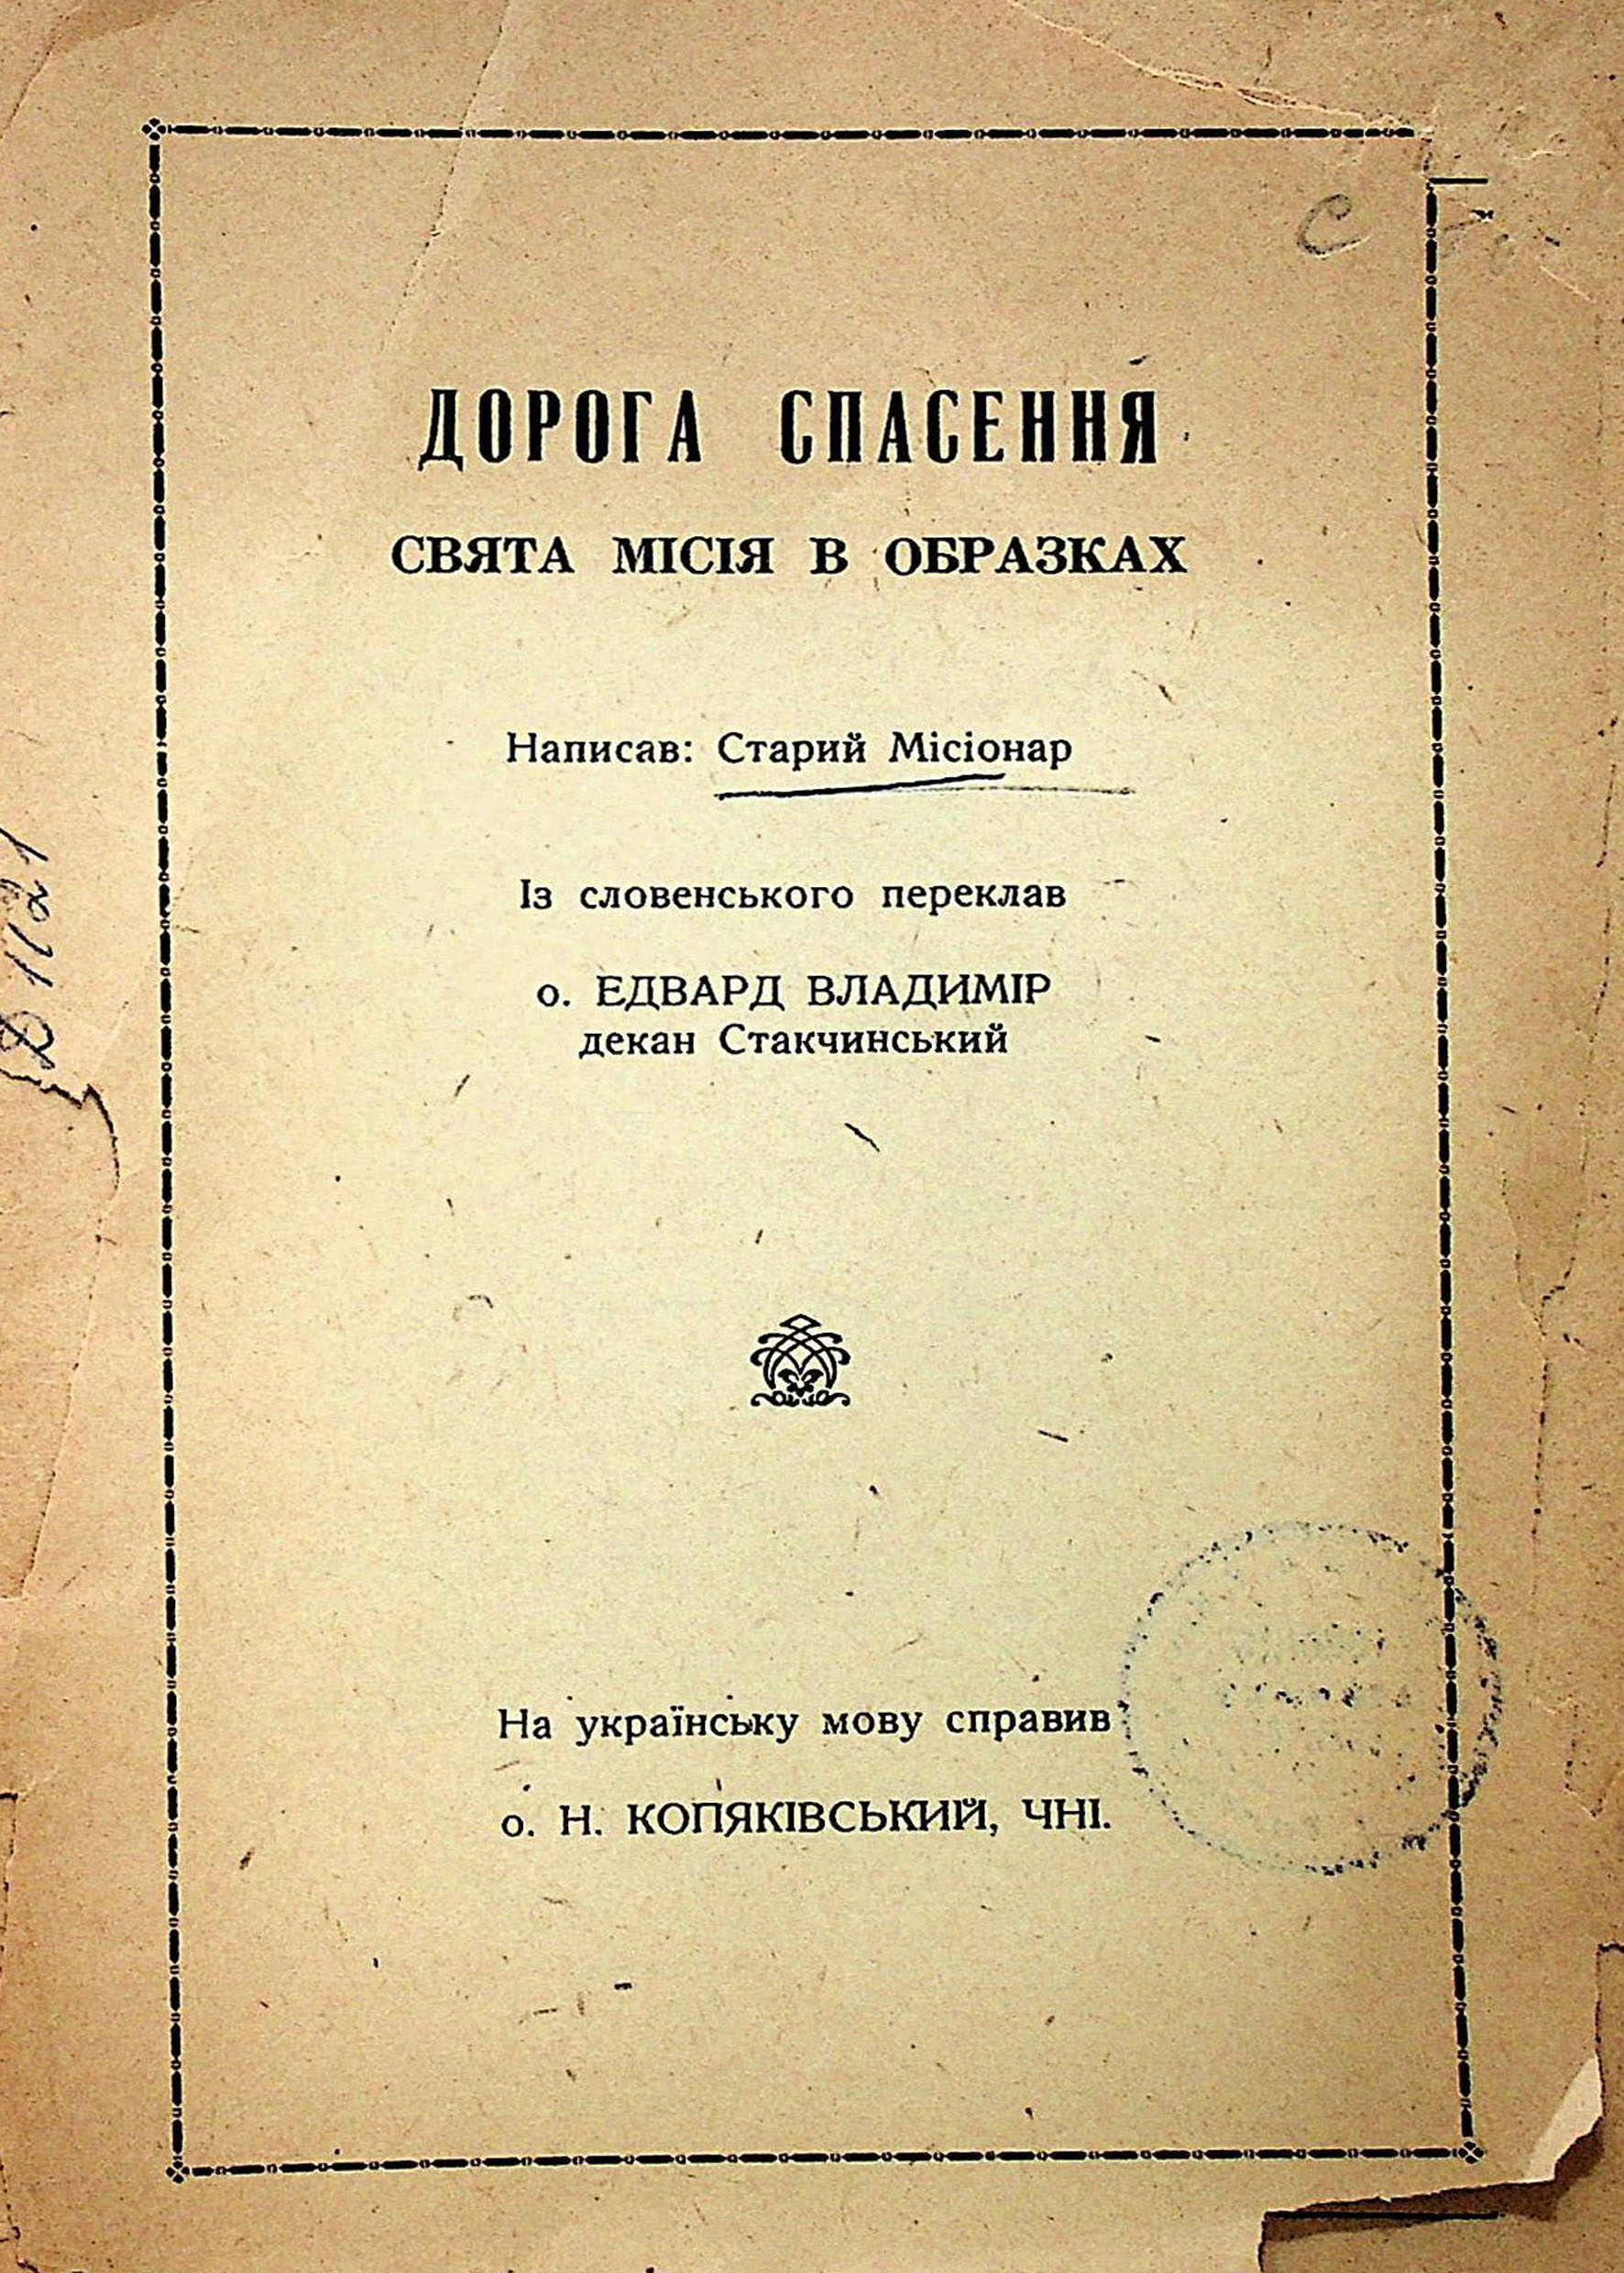 ДОРОГА СПАСЕННЯ
СВЯТА МІСІЯ В ОБРАЗКАХ
Написав: Старий Місіонар
Із словенського переклав
о. ЕДВАРД ВЛАДИМІР
декан Стакчинський
На українську мову справив
о. Н. КОПЯКІВСЬКИЙ, ЧНІ.